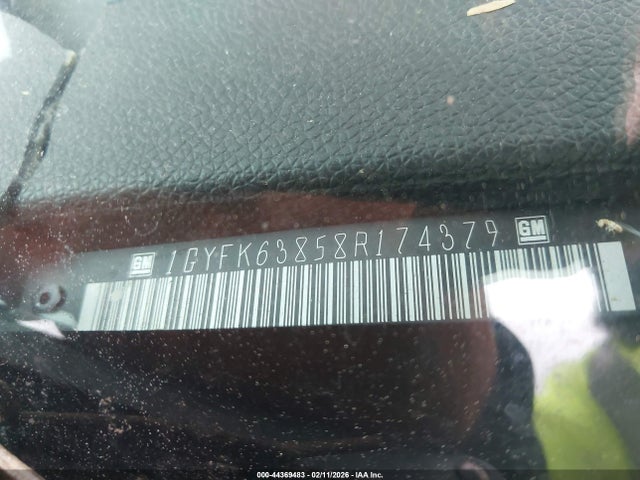 GM 1GYFK63858R174379 GM
000-44369483 - 02/11/2026 - IAA Inc.